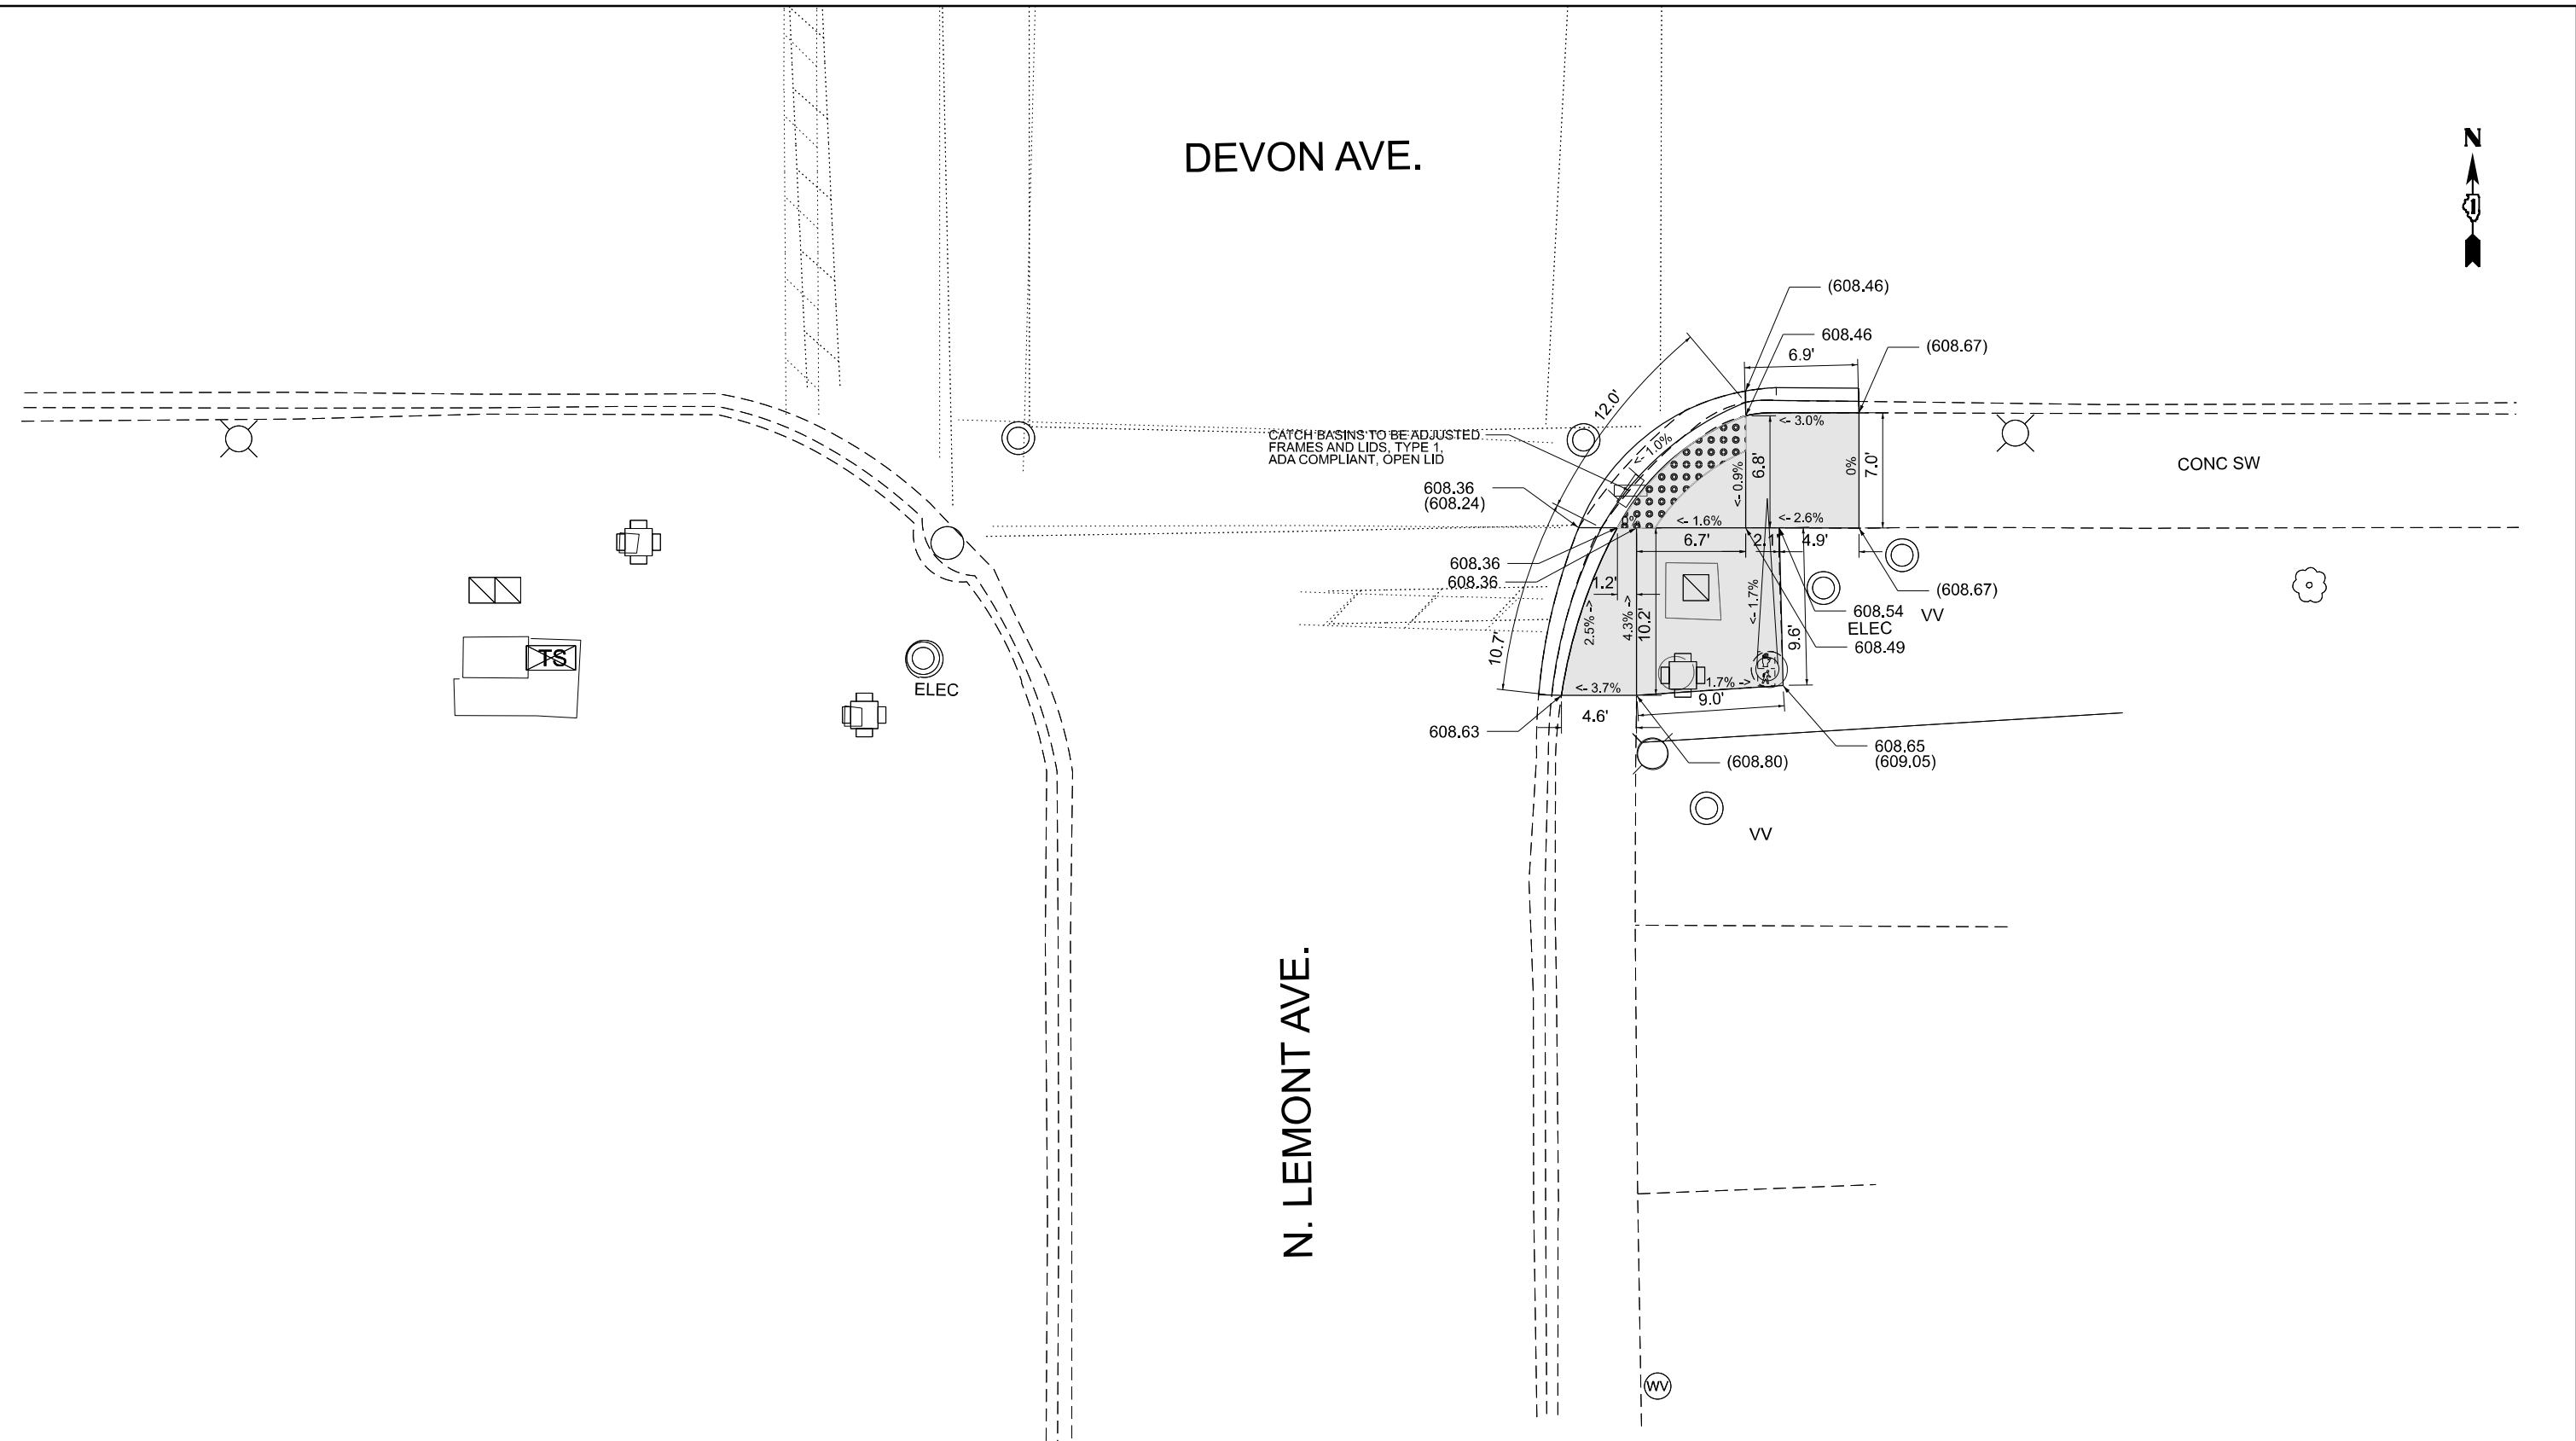 DEVON AVE.
N
(608.46)
608.46
(608.67)
6.9'
12.0'
<- 3.0%
CATCH BASINS TO BE ADJUSTED
FRAMES AND LIDS, TYPE 1,
ADA COMPLIANT, OPEN LID
<- 1.0%
6.8'
<- 0.9%
0%
7.0'
CONC SW
608.36
(608.24)
<- 1.6%
<- 2.6%
6.7'
2.1'
4.9'
608.36
608.36
1.2'
2.5% ->
4.3% ->
10.2'
<- 1.7%
9.6'
(608.67)
608.54
VV
ELEC
608.49
10.7'
TS
ELEC
<- 3.7%
1.7% ->
9.0'
4.6'
608.63
608.65
(609.05)
(608.80)
VV
N. LEMONT AVE.
WV